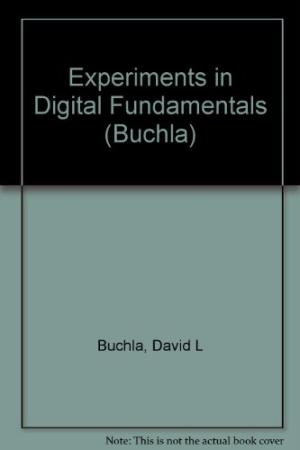 Experiments in
Digital Fundamentals
(Buchla)
Buchla, David L
Note: This is not the actual book cover